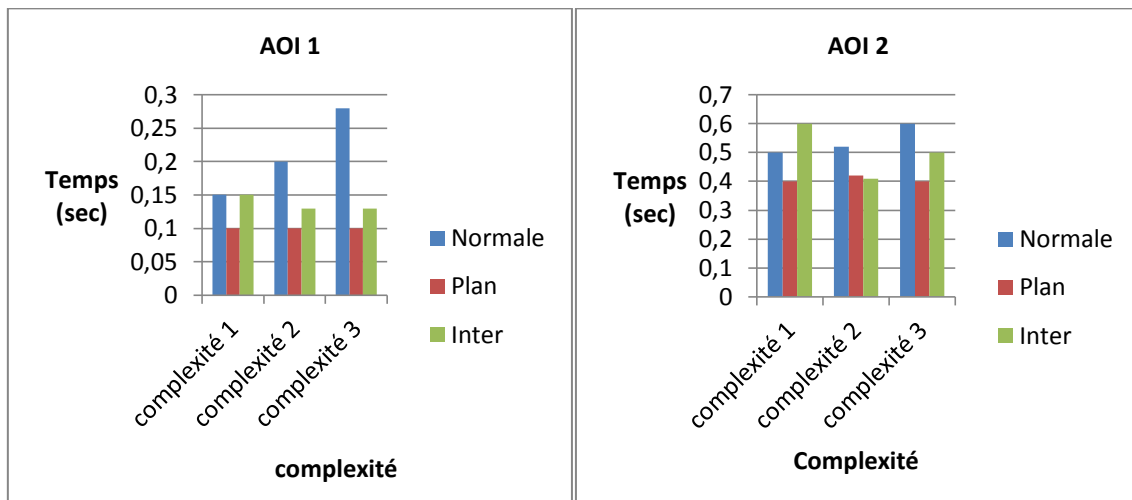 AOI 1
0,3
0,25
0,2
0,15
0,1
0,05
0
Temps
(sec)
Normale
Plan
Inter
complexité 1
complexité 2
complexité 3
complexité
AOI 2
0,7
0,6
0,5
0,4
0,3
0,2
0,1
0
Temps
(sec)
Normale
Plan
Inter
complexité 1
complexité 2
complexité 3
Complexité